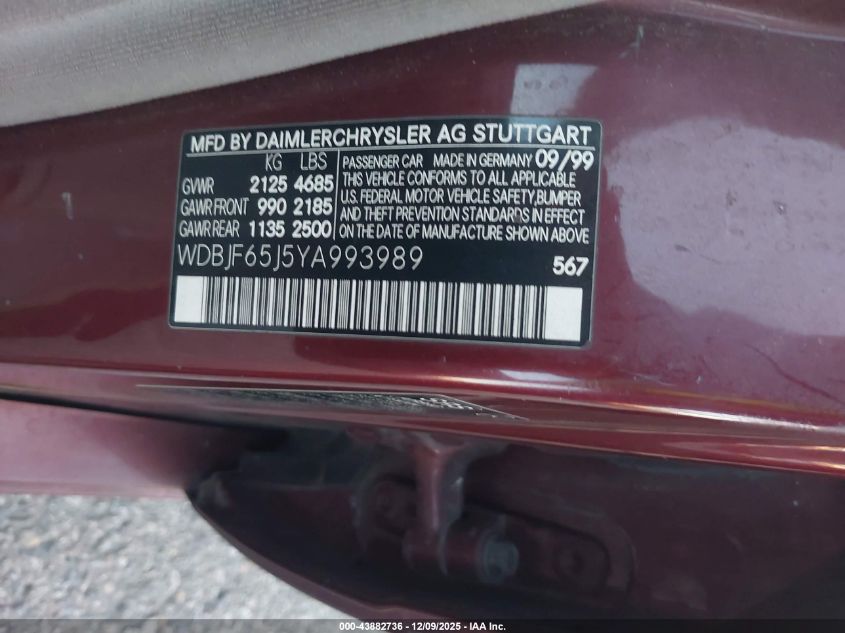 MFD BY DAIMLERCHRYSLER AG STUTTGART
KG LBS
GVWR 2125 4685
GAWR FRONT 990 2185
GAWR REAR 1135 2500
PASSENGER CAR MADE IN GERMANY 09/99
THIS VEHICLE CONFORMS TO ALL APPLICABLE
U.S. FEDERAL MOTOR VEHICLE SAFETY, BUMPER
AND THEFT PREVENTION STANDARDS IN EFFECT
ON THE DATE OF MANUFACTURE SHOWN ABOVE
WDBJF65J5YA993989 567
000-43882736 - 12/09/2025 - IAA Inc.